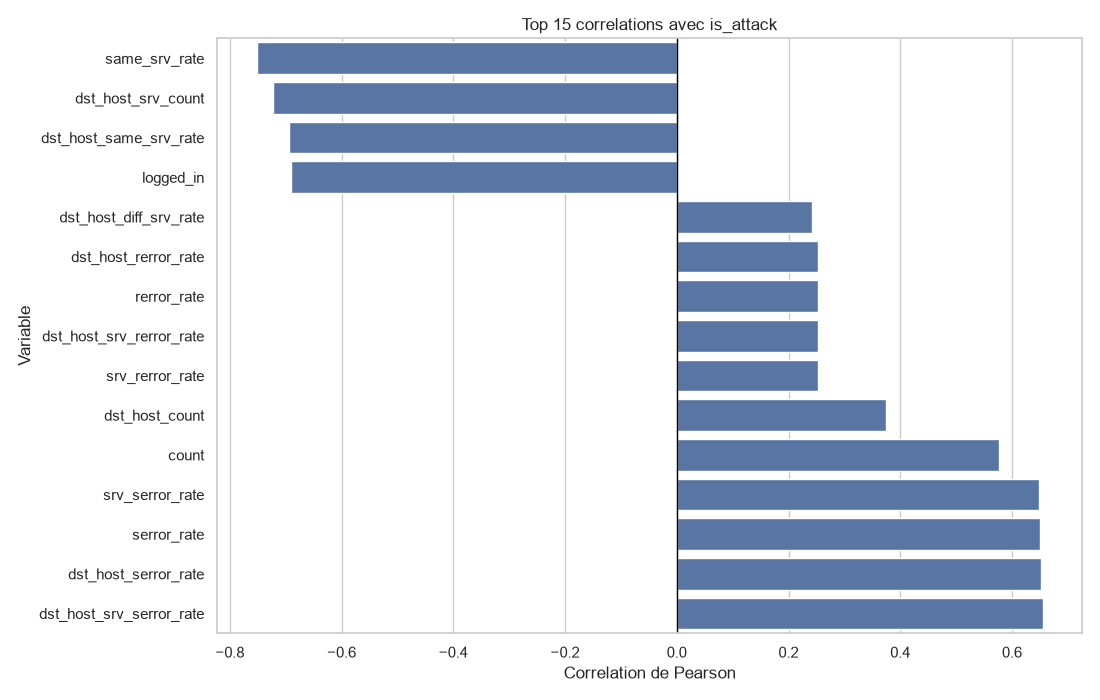 Top 15 correlations avec is_attack
same_srv_rate
dst_host_srv_count
dst_host_same_srv_rate
logged_in
dst_host_diff_srv_rate
dst_host_rerror_rate
rerror_rate
dst_host_srv_rerror_rate
srv_rerror_rate
dst_host_count
count
srv_serror_rate
serror_rate
dst_host_serror_rate
dst_host_srv_serror_rate
Variable
−0.8 −0.6 −0.4 −0.2 0.0 0.2 0.4 0.6
Correlation de Pearson